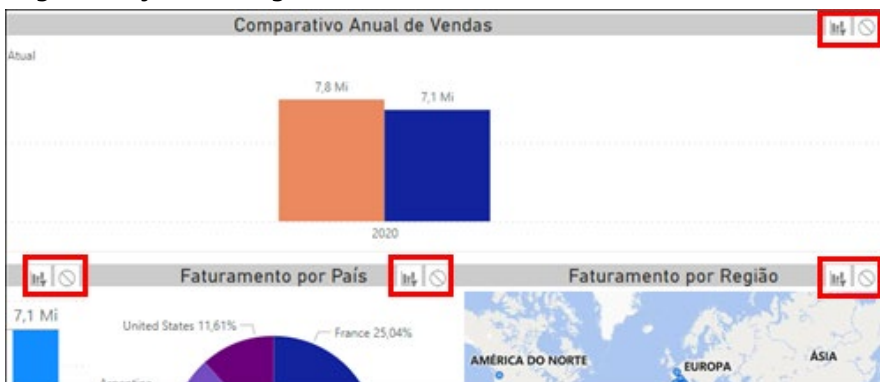 Comparativo Anual de Vendas
Atual
7,8 Mi
7,1 Mi
2020
Faturamento por País
Faturamento por Região
7,1 Mi
United States 11,61%
France 25,04%
AMÉRICA DO NORTE
EUROPA
ÁSIA